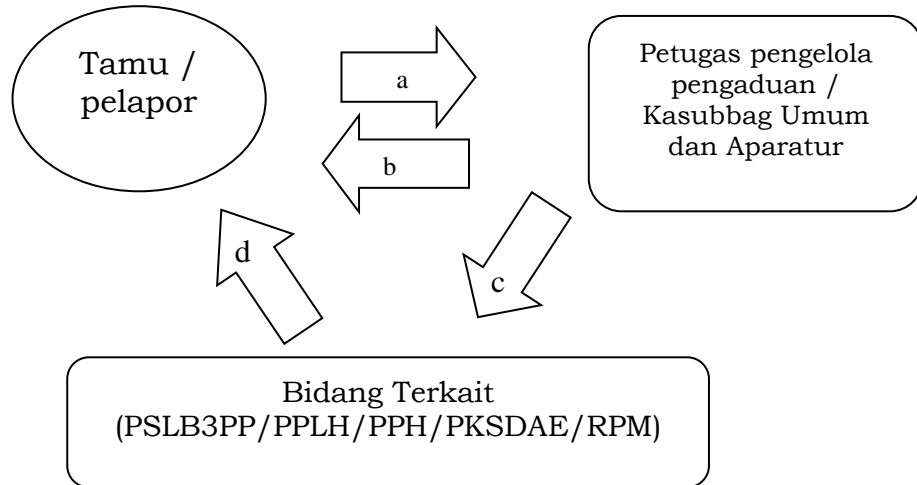 Tamu /
pelapor
a
Petugas pengelola
pengaduan /
Kasubbag Umum
dan Aparatur
b
d
c
Bidang Terkait
(PSLB3PP/PPLH/PPH/PKSDAE/RPM)